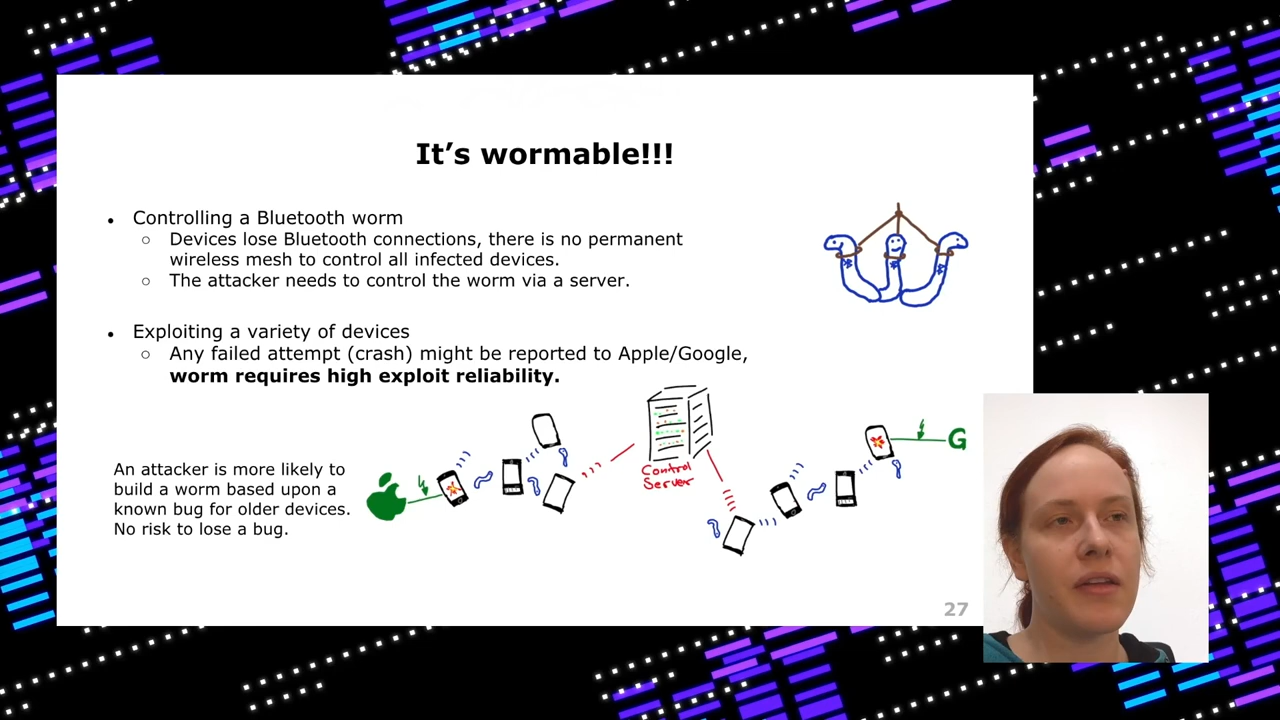 It's wormable!!!
• Controlling a Bluetooth worm
○ Devices lose Bluetooth connections, there is no permanent
wireless mesh to control all infected devices.
○ The attacker needs to control the worm via a server.
• Exploiting a variety of devices
○ Any failed attempt (crash) might be reported to Apple/Google,
worm requires high exploit reliability.
An attacker is more likely to
build a worm based upon a
known bug for older devices.
No risk to lose a bug.
Control
Server
G
27